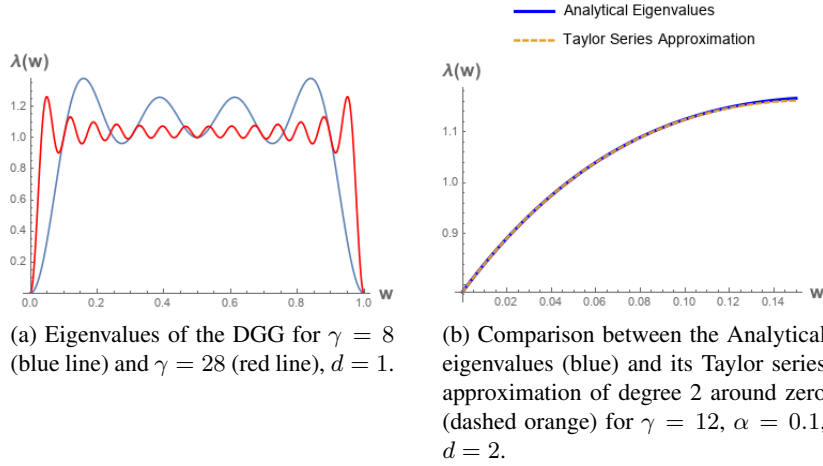 Analytical Eigenvalues
Taylor Series Approximation
λ(w)
1.2
1.0
0.8
0.6
0.4
0.2
0.0
0.2
0.4
0.6
0.8
1.0
w
λ(w)
1.1
1.0
0.9
0.02
0.04
0.06
0.08
0.10
0.12
0.14
w
(a) Eigenvalues of the DGG for γ = 8
(blue line) and γ = 28 (red line), d = 1.
(b) Comparison between the Analytical
eigenvalues (blue) and its Taylor series
approximation of degree 2 around zero
(dashed orange) for γ = 12, α = 0.1,
d = 2.